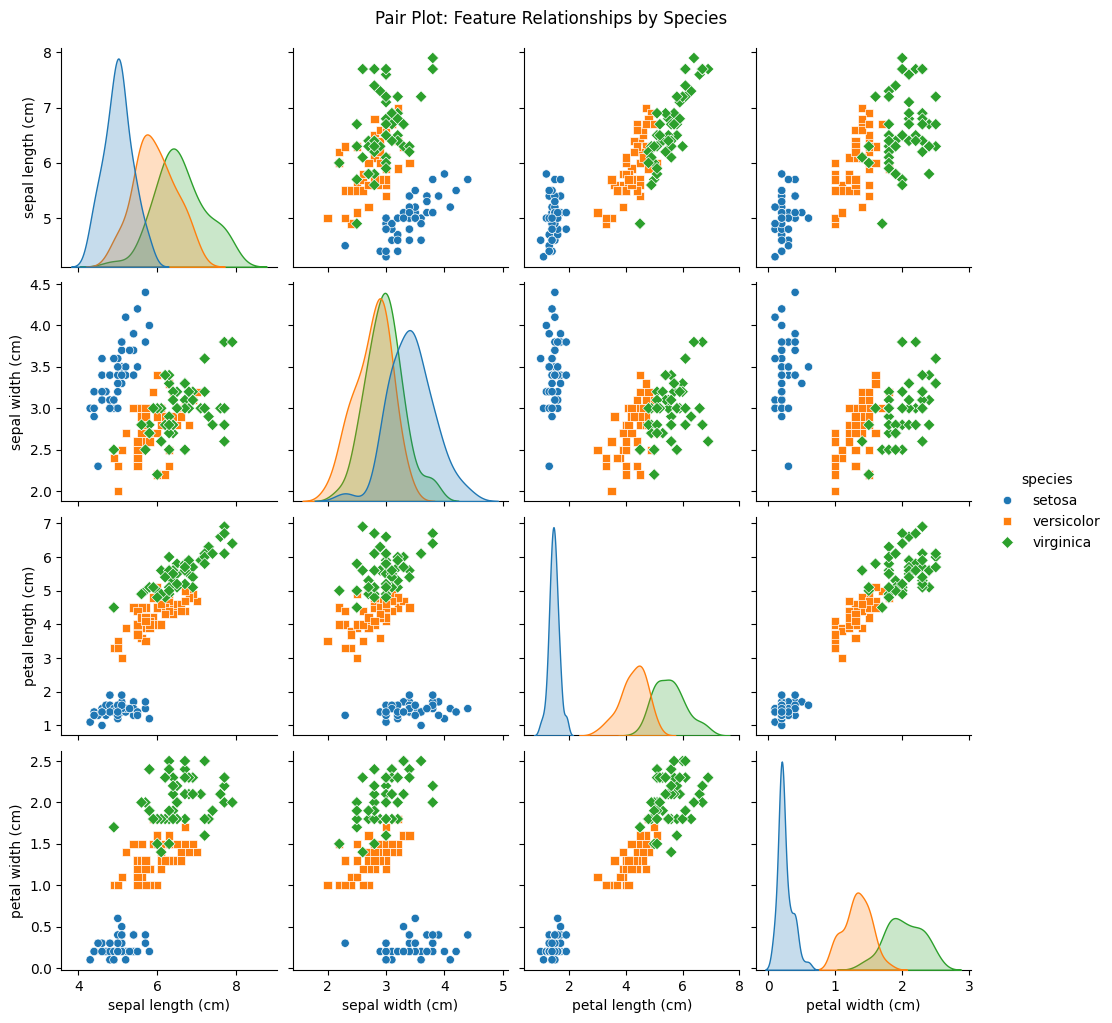 Pair Plot: Feature Relationships by Species
sepal length (cm)
8
7
6
5
sepal width (cm)
4.5
4.0
3.5
3.0
2.5
2.0
species
setosa
versicolor
virginica
petal length (cm)
7
6
5
4
3
2
1
petal width (cm)
2.5
2.0
1.5
1.0
0.5
0.0
4 6 8
2 3 4 5
2 4 6 8
0 1 2 3
sepal length (cm)
sepal width (cm)
petal length (cm)
petal width (cm)